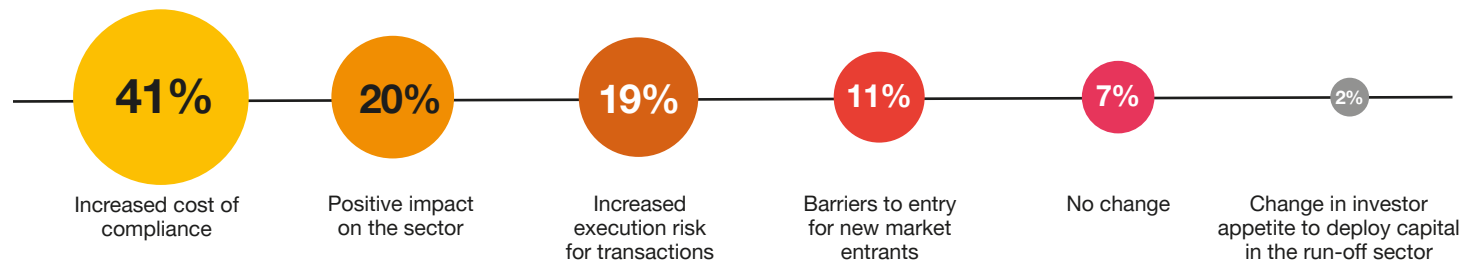 41%
Increased cost of
compliance
20%
Positive impact
on the sector
19%
Increased
execution risk
for transactions
11%
Barriers to entry
for new market
entrants
7%
No change
2%
Change in investor
appetite to deploy capital
in the run-off sector